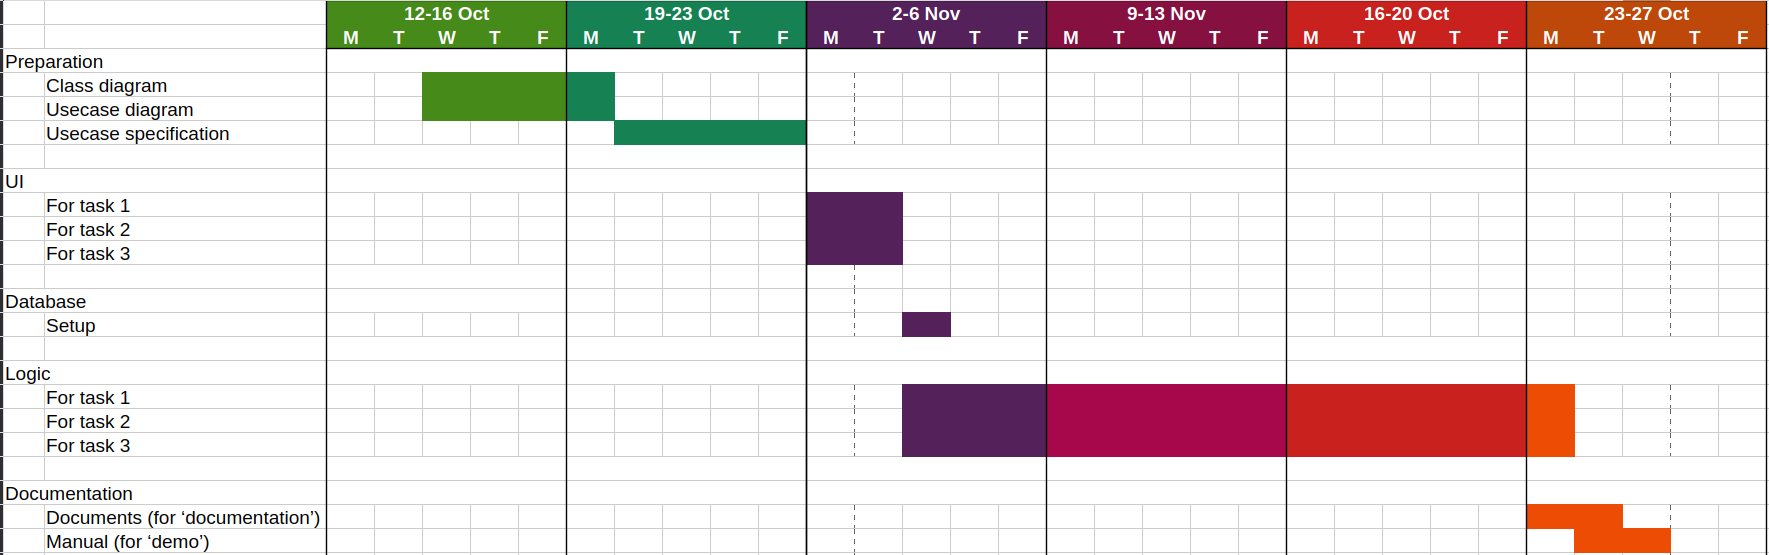 12-16 Oct 19-23 Oct 2-6 Nov 9-13 Nov 16-20 Oct 23-27 Oct
M T W T F M T W T F M T W T F M T W T F M T W T F M T W T F
Preparation
Class diagram
Usecase diagram
Usecase specification
UI
For task 1
For task 2
For task 3
Database
Setup
Logic
For task 1
For task 2
For task 3
Documentation
Documents (for ‘documentation’)
Manual (for ‘demo’)